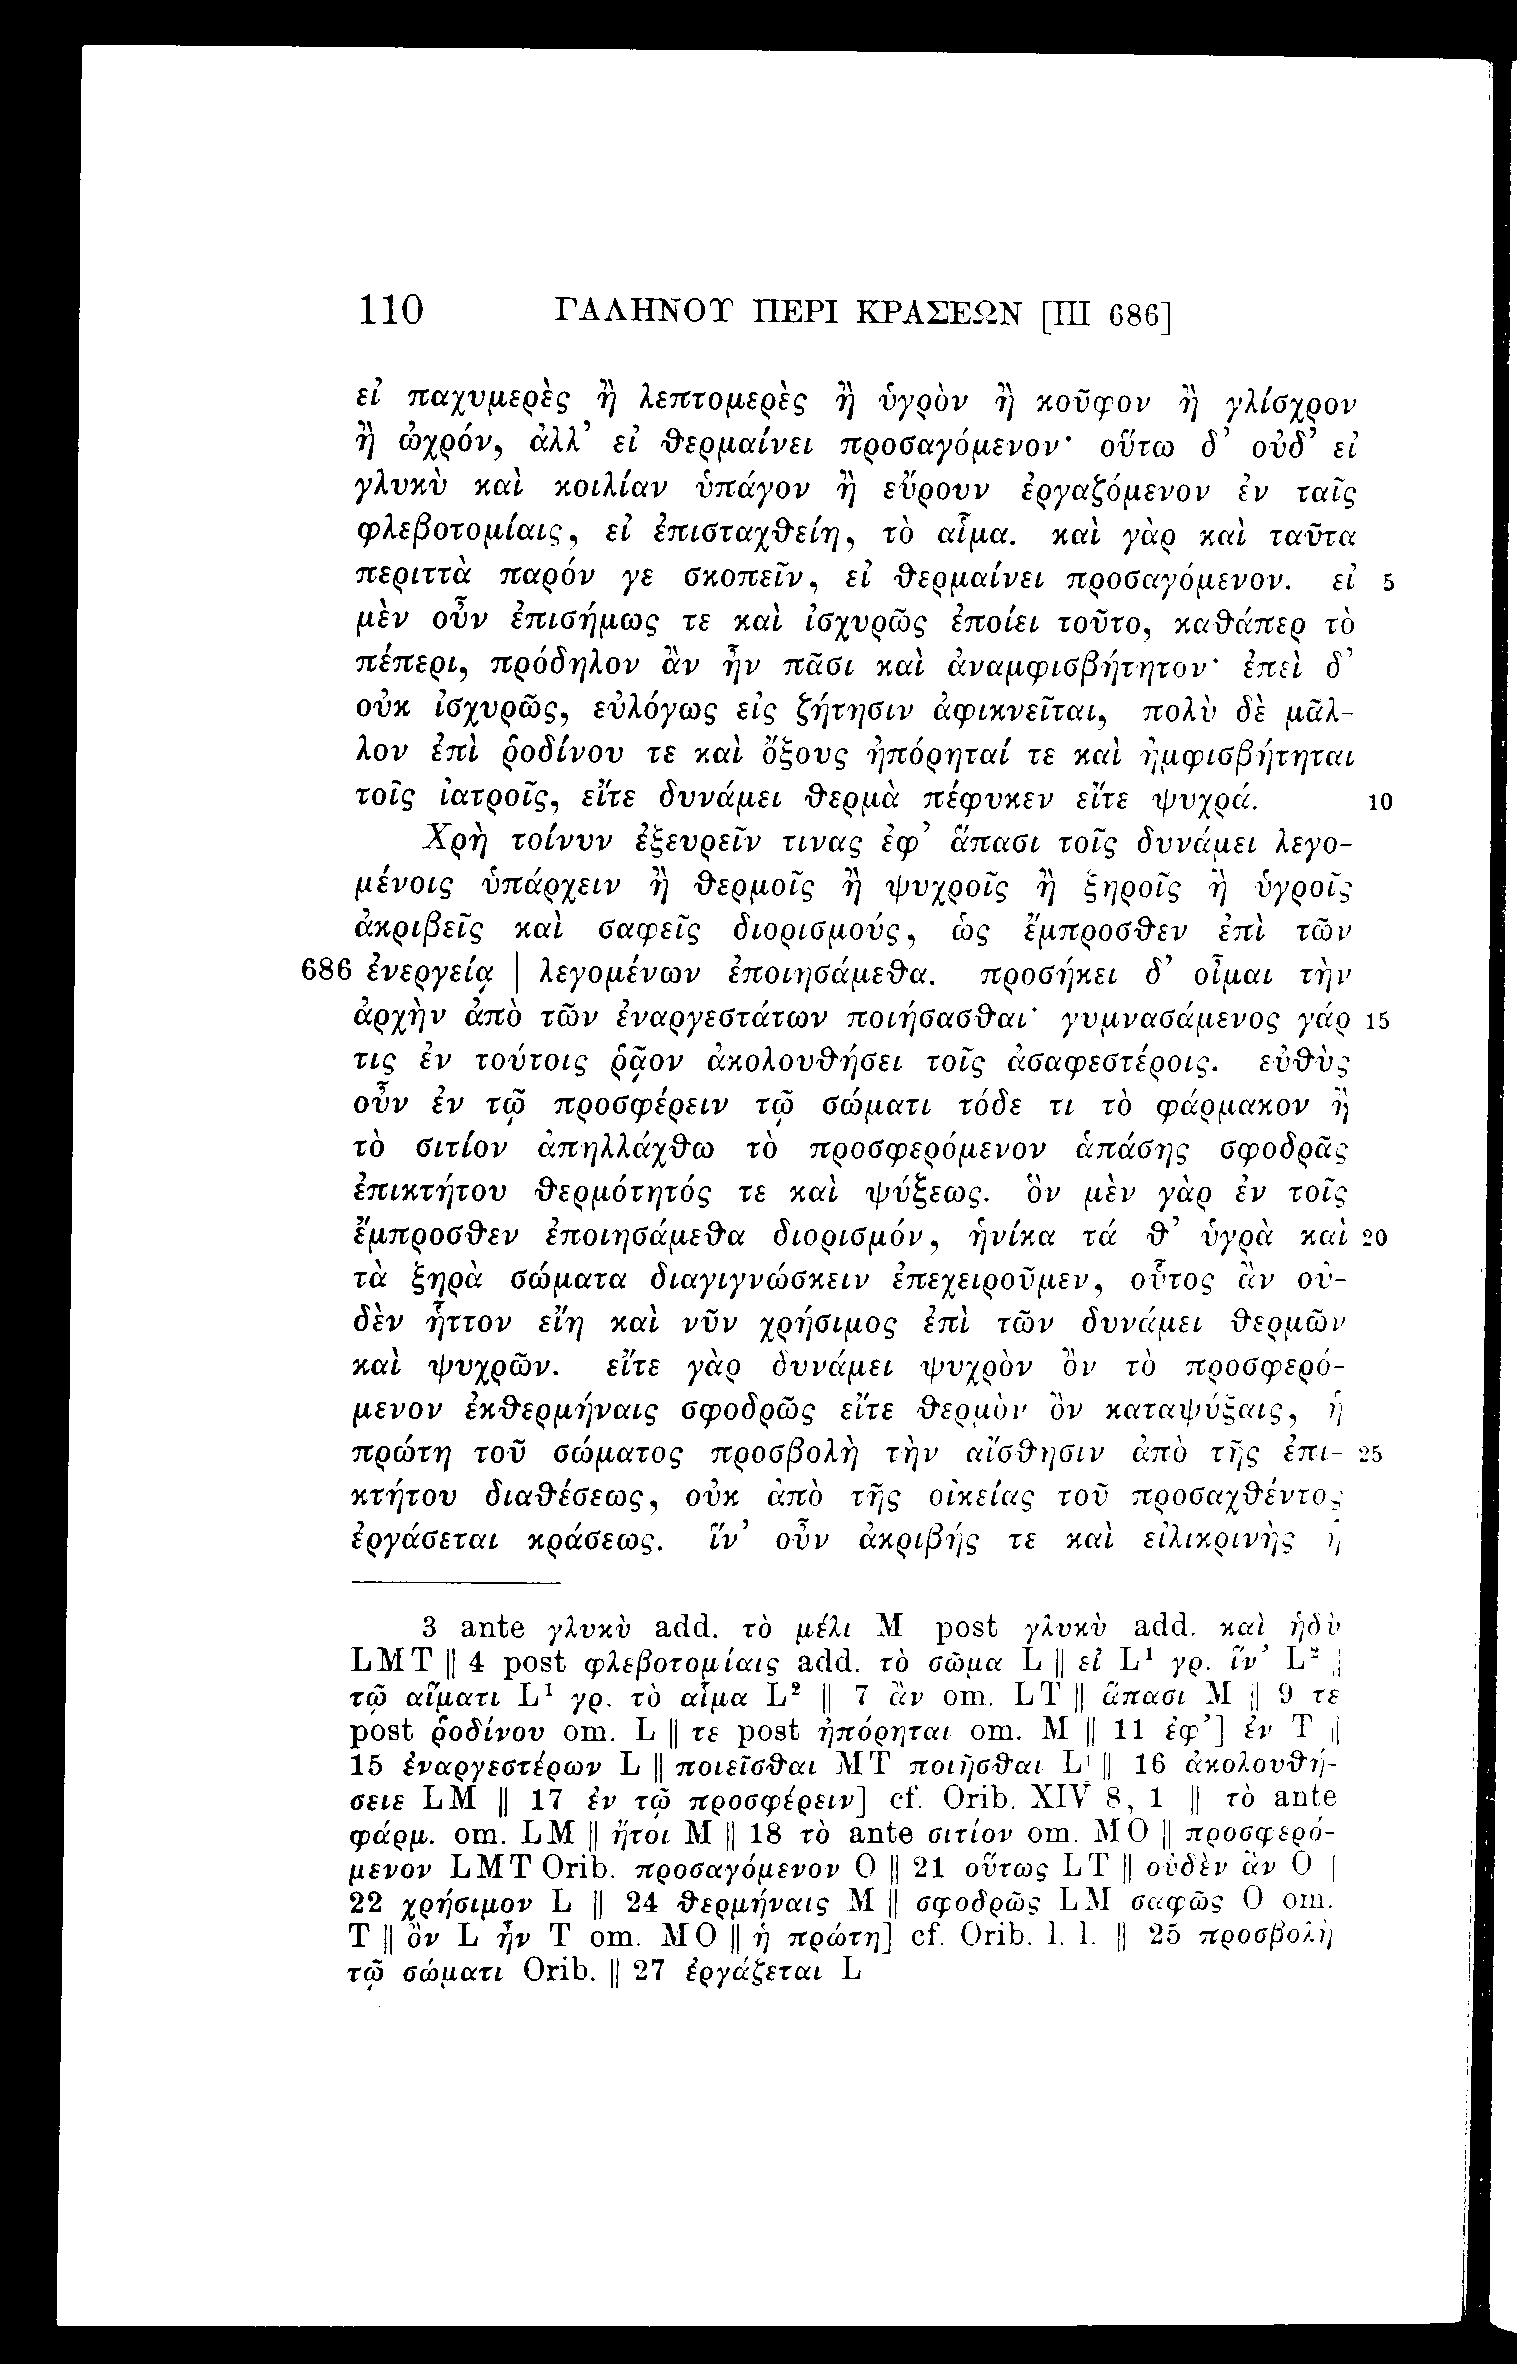 110 ΓΑΛΗΝΟΥ ΠΕΡΙ ΚΡΑΣΕΩΝ [III 686]
εἰ παχυμερὲς ἢ λεπτομερὲς ἢ ὑγρὸν ἢ κοῦφον ἢ γλίσχρον
ἢ ὠχρόν, ἀλλ’ εἰ θερμαίνει προσαγόμενον· οὕτω δ’ οὐδ’ εἰ
γλυκὺ καὶ κοιλίαν ὑπάγον ἢ εὔρουν ἐργαζόμενον ἐν ταῖς
φλεβοτομίαις, εἰ ἐπισταχθείη, τὸ αἷμα. καὶ γὰρ καὶ ταῦτα
περιττὰ παρόν γε σκοπεῖν, εἰ θερμαίνει προσαγόμενον. εἰ 5
μὲν οὖν ἐπισήμως τε καὶ ἰσχυρῶς ἐποίει τοῦτο, καθάπερ τὸ
πέπερι, πρόδηλον ἂν ἦν πᾶσι καὶ ἀναμφισβήτητον· ἐπεὶ δ’
οὐκ ἰσχυρῶς, εὐλόγως εἰς ζήτησιν ἀφικνεῖται, πολὺ δὲ μᾶλ-
λον ἐπὶ ῥοδίνου τε καὶ ὄξους ἠπόρηταί τε καὶ ἠμφισβήτηται
τοῖς ἰατροῖς, εἴτε δυνάμει θερμὰ πέφυκεν εἴτε ψυχρά. 10
Χρὴ τοίνυν ἐξευρεῖν τινας ἐφ’ ἅπασι τοῖς δυνάμει λεγο-
μένοις ὑπάρχειν ἢ θερμοῖς ἢ ψυχροῖς ἢ ξηροῖς ἢ ὑγροῖς
ἀκριβεῖς καὶ σαφεῖς διορισμούς, ὡς ἔμπροσθεν ἐπὶ τῶν
686 ἐνεργείᾳ | λεγομένων ἐποιησάμεθα. προσήκει δ’ οἶμαι τὴν
ἀρχὴν ἀπὸ τῶν ἐναργεστάτων ποιήσασθαι· γυμνασάμενος γάρ 15
τις ἐν τούτοις ῥᾷον ἀκολουθήσει τοῖς ἀσαφεστέροις. εὐθὺς
οὖν ἐν τῷ προσφέρειν τῷ σώματι τόδε τι τὸ φάρμακον ἢ
τὸ σιτίον ἀπηλλάχθω τὸ προσφερόμενον ἁπάσης σφοδρᾶς
ἐπικτήτου θερμότητός τε καὶ ψύξεως. ὃν μὲν γὰρ ἐν τοῖς
ἔμπροσθεν ἐποιησάμεθα διορισμόν, ἡνίκα τά θ’ ὑγρὰ καὶ 20
τὰ ξηρὰ σώματα διαγιγνώσκειν ἐπεχειροῦμεν, οὗτος ἂν οὐ-
δὲν ἧττον εἴη καὶ νῦν χρήσιμος ἐπὶ τῶν δυνάμει θερμῶν
καὶ ψυχρῶν. εἴτε γὰρ δυνάμει ψυχρὸν ὂν τὸ προσφερό-
μενον ἐκθερμήναις σφοδρῶς εἴτε θερμὸν ὂν καταψύξαις, ἡ
πρώτη τοῦ σώματος προσβολὴ τὴν αἴσθησιν ἀπὸ τῆς ἐπι- 25
κτήτου διαθέσεως, οὐκ ἀπὸ τῆς οἰκείας τοῦ προσαχθέντος
ἐργάσεται κράσεως. ἵν’ οὖν ἀκριβής τε καὶ εἰλικρινὴς ἡ
3 ante γλυκὺ add. τὸ μέλι M post γλυκὺ add. καὶ ἡδὺ
LMT || 4 post φλεβοτομίαις add. τὸ σῶμα L || εἰ L¹ γρ. ἵν’ L² ||
τῷ αἵματι L¹ γρ. τὸ αἷμα L² || 7 ἂν om. LT || ἅπασι M || 9 τε
post ῥοδίνου om. L || τε post ἠπόρηται om. M || 11 ἐφ’] ἐν T ||
15 ἐναργεστέρων L || ποιεῖσθαι MT ποιῆσθαι L¹ || 16 ἀκολουθή-
σειε LM || 17 ἐν τῷ προσφέρειν] cf. Orib. XIV 8, 1 || τὸ ante
φάρμ. om. LM || ἤτοι M || 18 τὸ ante σιτίον om. MO || προσφερό-
μενον LMT Orib. προσαγόμενον O || 21 οὕτως LT || οὐδὲν ἂν O |
22 χρήσιμον L || 24 θερμήναις M || σφοδρῶς LM σαφῶς O om.
T || ὂν L ἦν T om. MO || ἡ πρώτη] cf. Orib. l. l. || 25 προσβολὴ
τῷ σώματι Orib. || 27 ἐργάζεται L